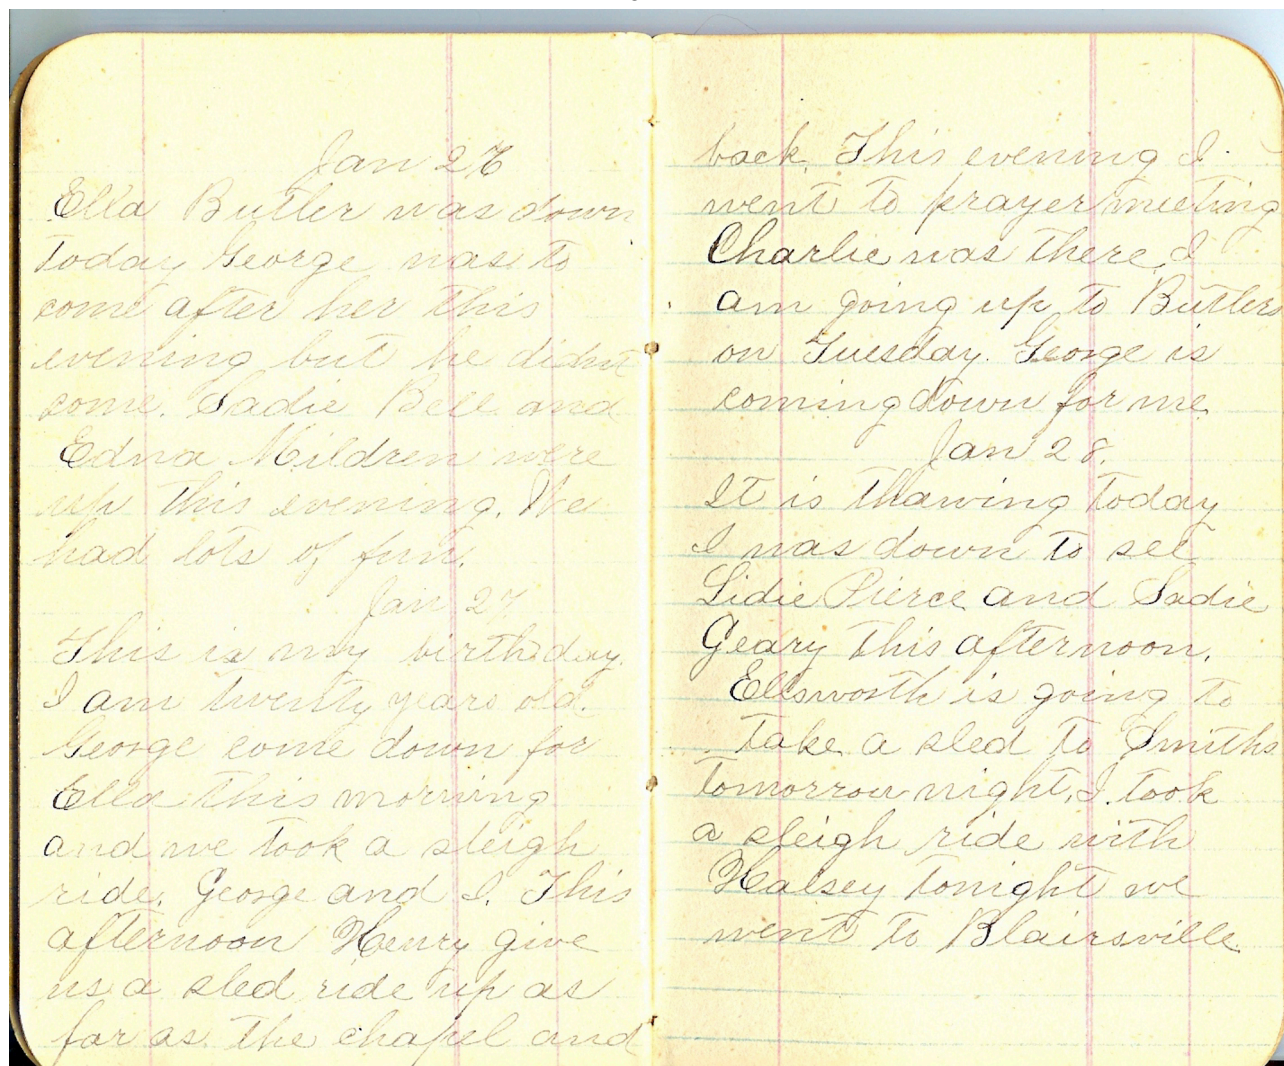 Jan 26
Ella Butler was down
today George was to
come after her this
evening but he didnt
come. Sadie Bell and
Edna Mildren were
up this evening. We
had lots of fun.
Jan 27
This is my birthday.
I am twenty years old.
George come down for
Ella this morning
and we took a sleigh
ride. George and I. This
afternoon Henry give
us a sled ride up as
far as the chapel and
back. This evening I
went to prayer meeting
Charlie was there I
am going up to Butlers
on Tuesday. George is
coming down for me
Jan 28.
It is thawing today
I was down to see
Lidie Pierce and Sadie
Geary this afternoon.
Ellsworth is going to
take a sled to Smiths
tomorrow night, I took
a sleigh ride with
Halsey tonight we
went to Blairsville